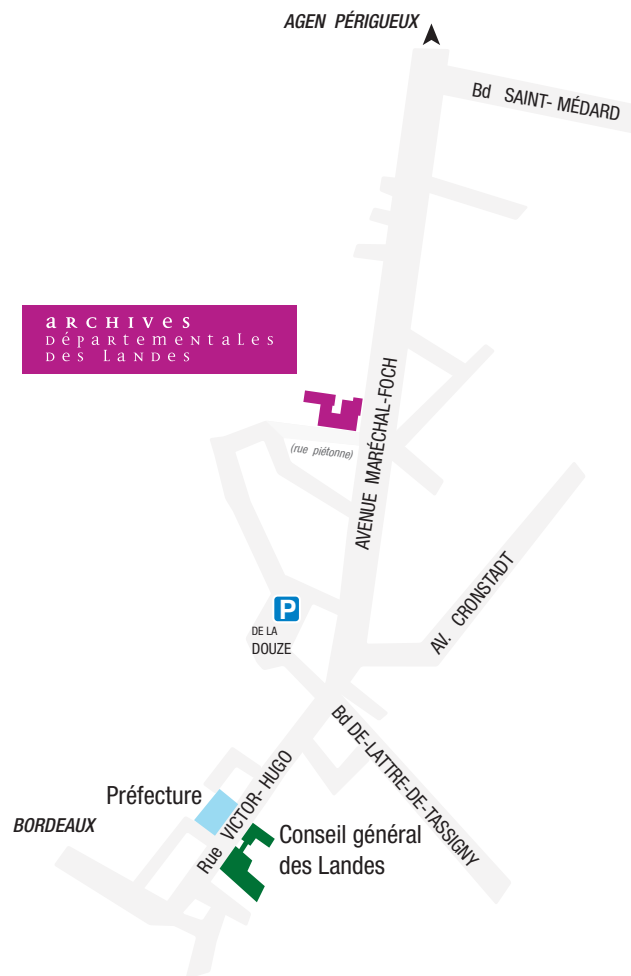 AGEN PÉRIGUEUX
Bd SAINT- MÉDARD
aRCHIVes
DéparTementaLes
Des Landes
AVENUE MARÉCHAL-FOCH
(rue piétonne)
AV. CRONSTADT
P
DE LA
DOUZE
Bd DE-LATTRE-DE-TASSIGNY
Rue VICTOR- HUGO
Préfecture
BORDEAUX
Conseil général
des Landes